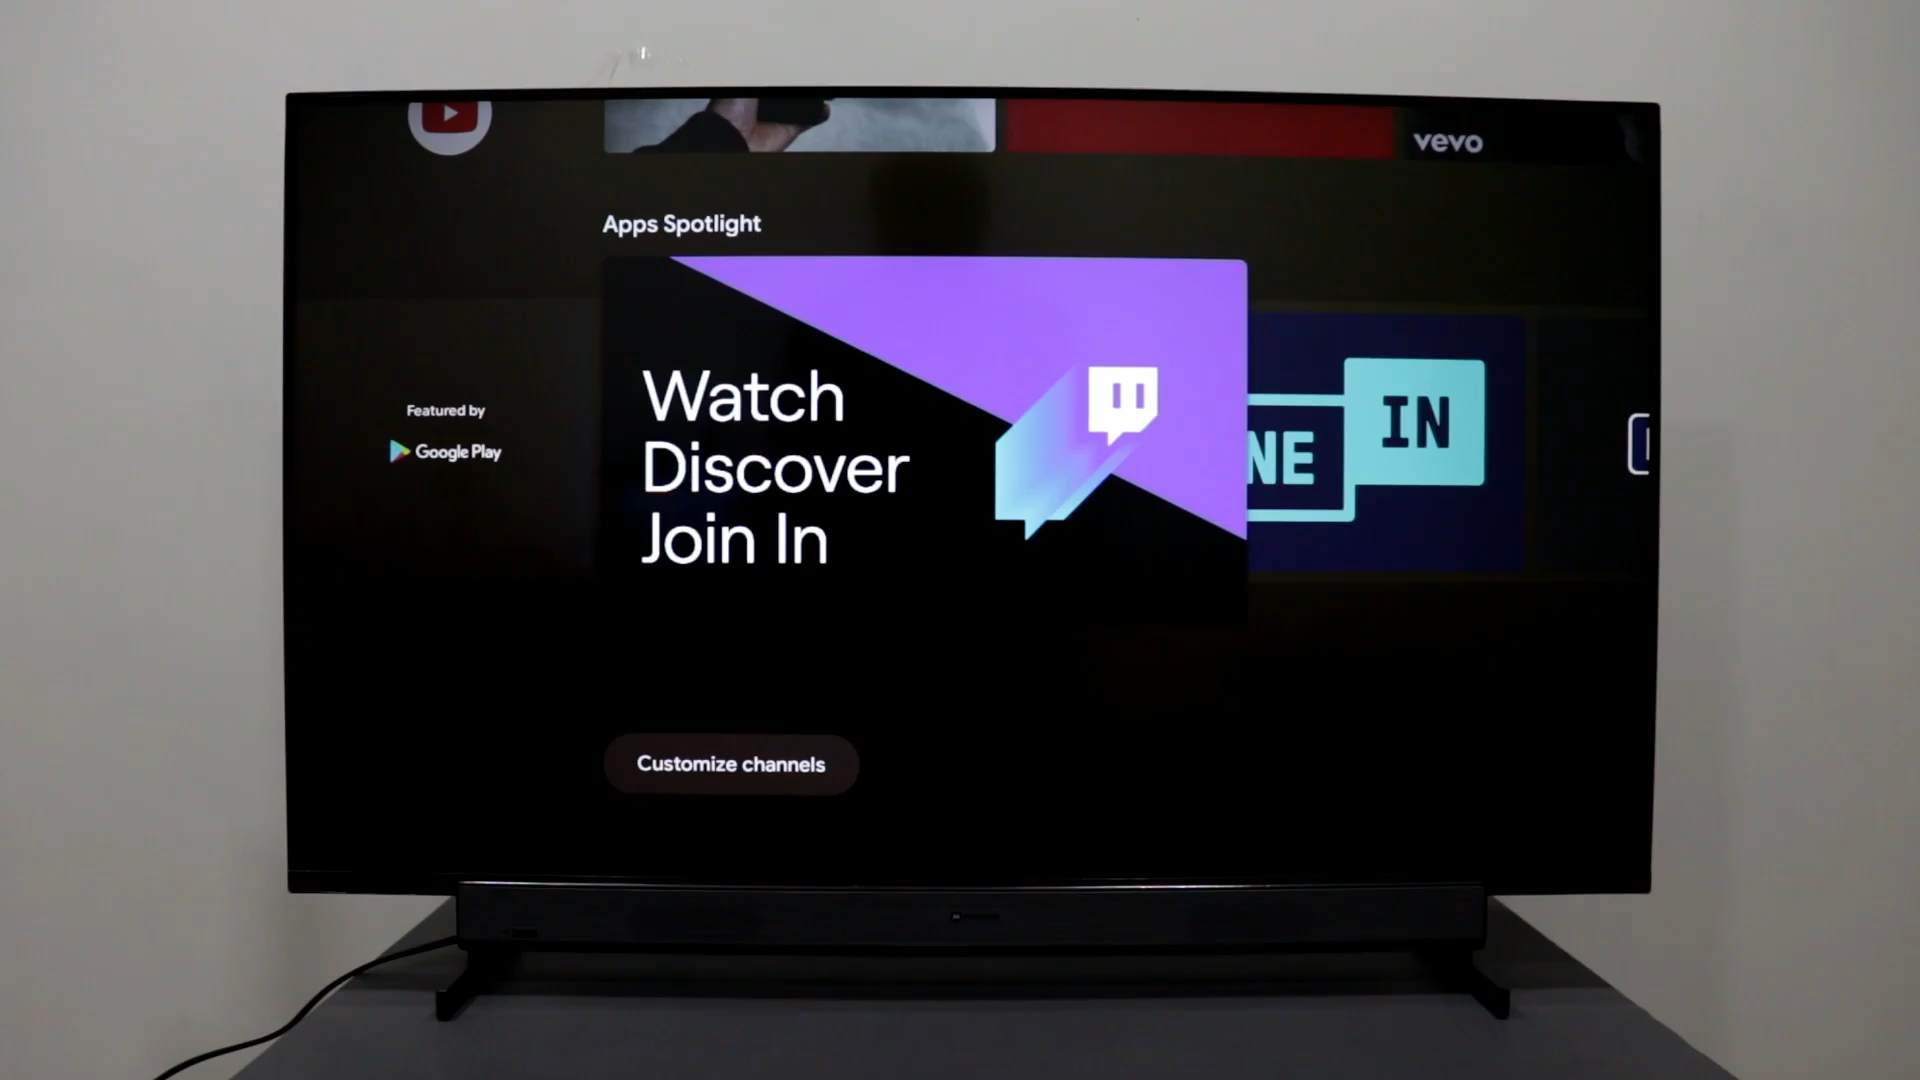 vevo
Apps Spotlight
Featured by
Google Play
Watch
Discover
Join In
NE
IN
Customize channels